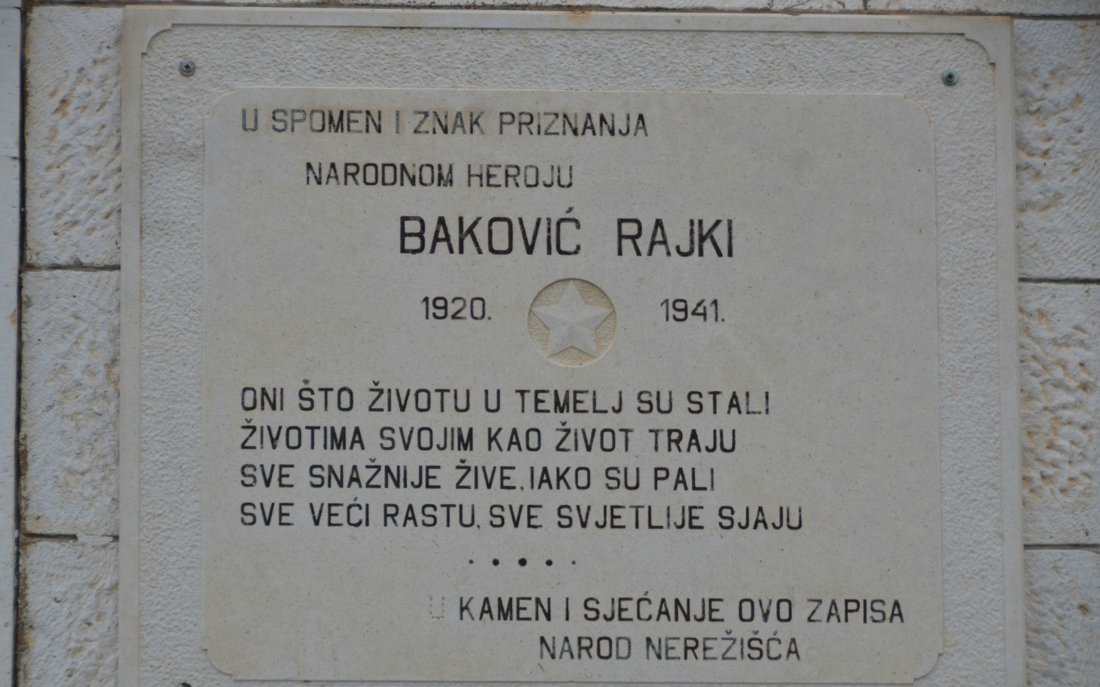 U SPOMEN I ZNAK PRIZNANJA
NARODNOM HEROJU
BAKOVIĆ RAJKI
1920. 1941.
ONI ŠTO ŽIVOTU U TEMELJ SU STALI
ŽIVOTIMA SVOJIM KAO ŽIVOT TRAJU
SVE SNAŽNIJE ŽIVE, IAKO SU PALI
SVE VEĆI RASTU, SVE SVJETLIJE SJAJU
.....
U KAMEN I SJEĆANJE OVO ZAPISA
NAROD NEREŽIŠĆA